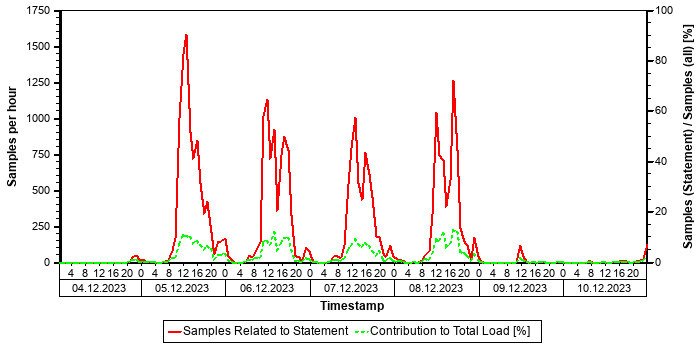 1750 100
1500
80
1250
1000 60
750 40
500
20
250
0 0
4 8 12 16 20 0 4 8 12 16 20 0 4 8 12 16 20 0 4 8 12 16 20 0 4 8 12 16 20 0 4 8 12 16 20 0 4 8 12 16 20
04.12.2023 05.12.2023 06.12.2023 07.12.2023 08.12.2023 09.12.2023 10.12.2023
Samples per hour
Samples (Statement) / Samples (all) [%]
Timestamp
Samples Related to Statement Contribution to Total Load [%]